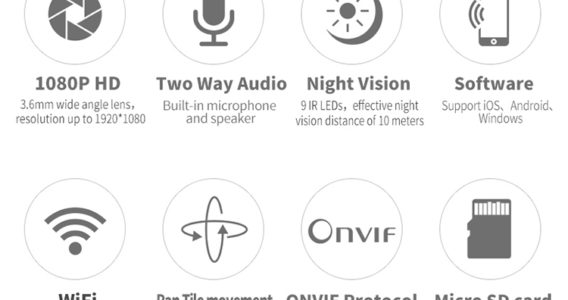 1080P HD
3.6mm wide angle lens,
resolution up to 1920*1080
Two Way Audio
Built-in microphone
and speaker
Night Vision
9 IR LEDs, effective night
vision distance of 10 meters
Software
Support iOS、Android、
Windows
WiFi
Pan Tile movement
ONVIF
ONVIF Protocol
Micro SD card